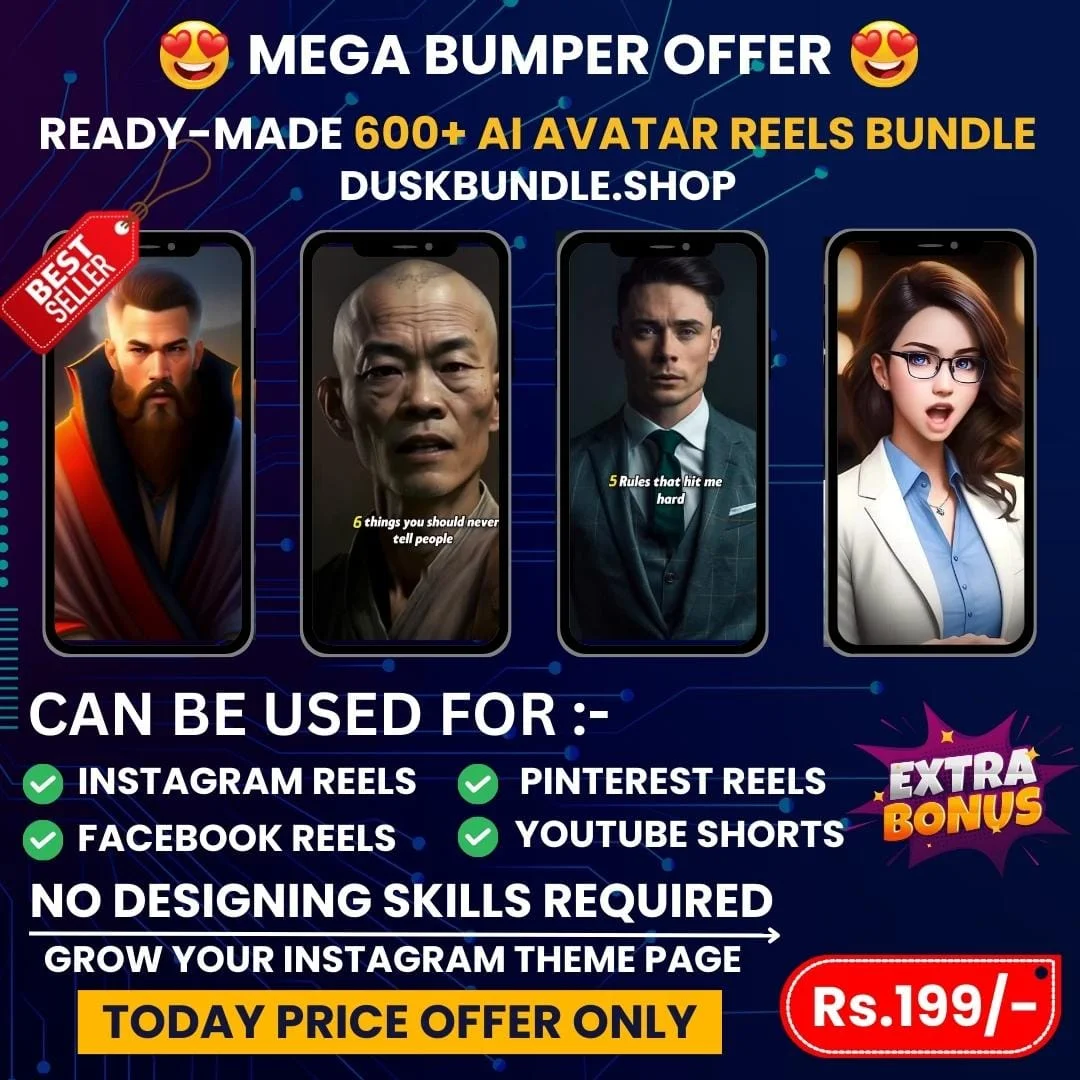 MEGA BUMPER OFFER
READY-MADE 600+ AI AVATAR REELS BUNDLE
DUSKBUNDLE.SHOP
BEST
SELLER
6 things you should never
tell people
5 Rules that hit me
hard
CAN BE USED FOR :-
INSTAGRAM REELS
PINTEREST REELS
FACEBOOK REELS
YOUTUBE SHORTS
EXTRA
BONUS
NO DESIGNING SKILLS REQUIRED
GROW YOUR INSTAGRAM THEME PAGE
TODAY PRICE OFFER ONLY
Rs.199/-